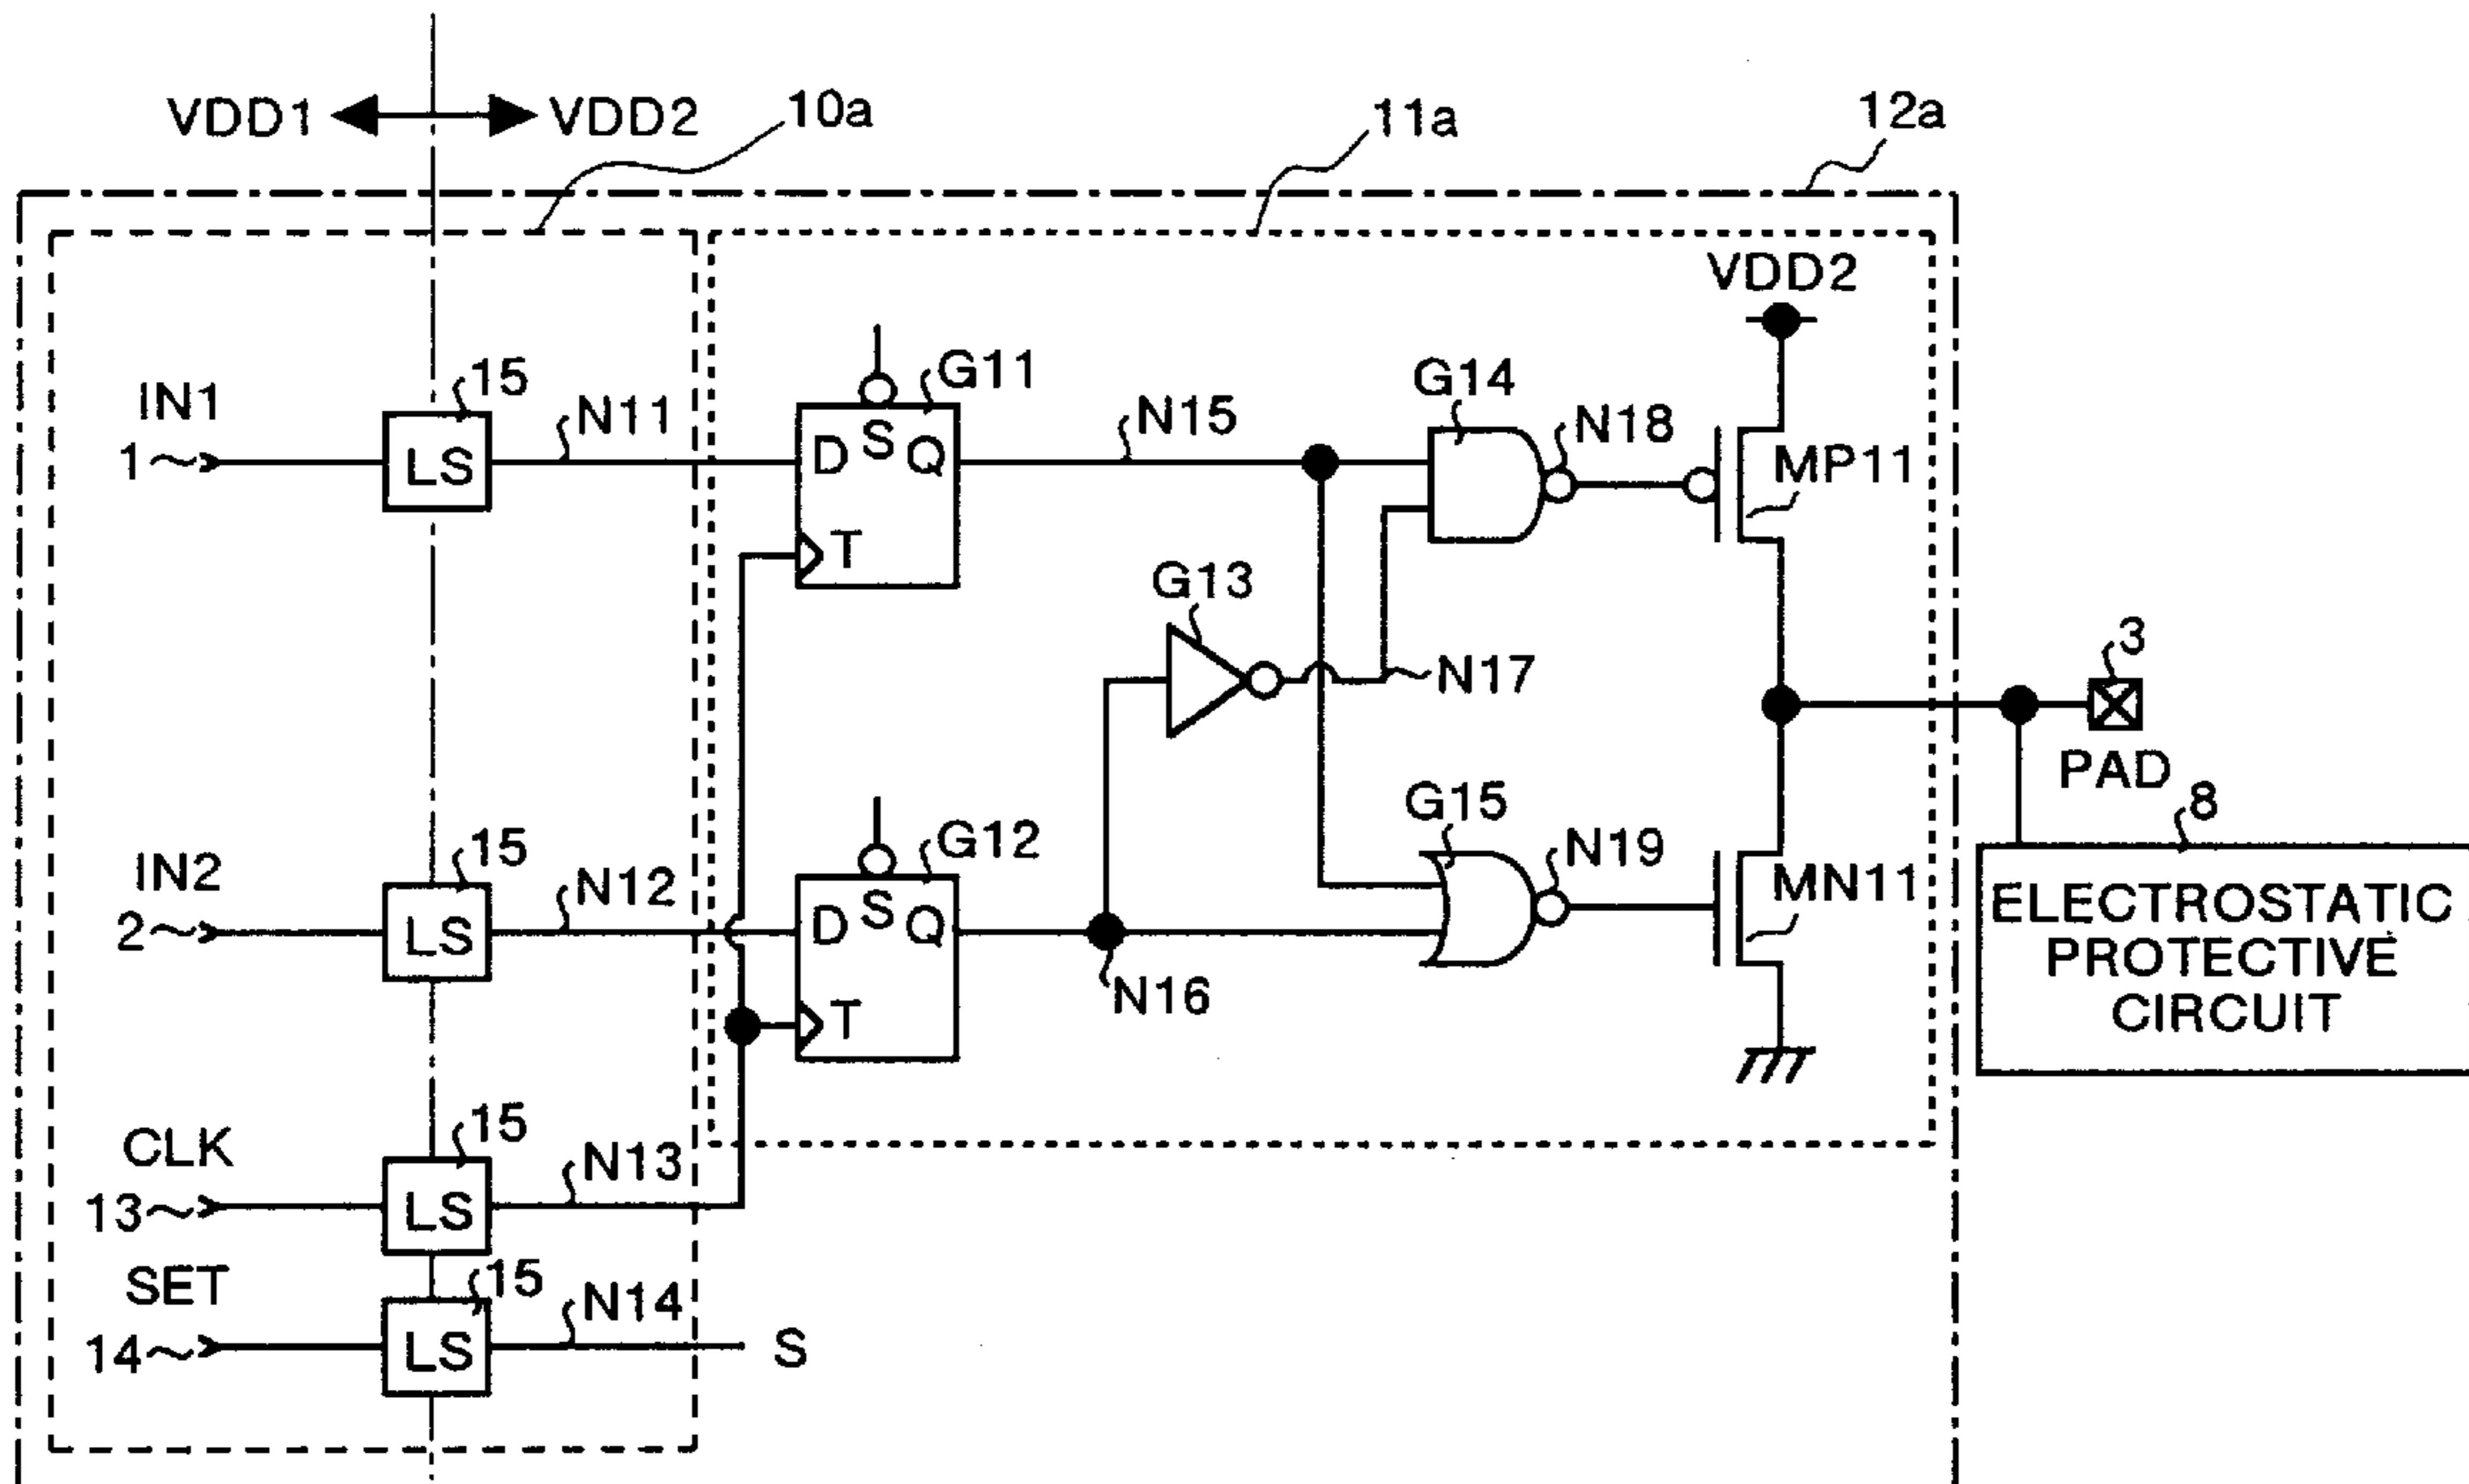 VDD1 VDD2 10a 11a 12a
VDD2
IN1 15 N11 G11 N15 G14 N18
1 LS D S Q MP11
T
G13
N17
3
PAD
IN2 15 N12 G12 G15 N19 8
2 LS D S Q MN11
T N16
ELECTROSTATIC
PROTECTIVE
CIRCUIT
CLK 15 N13
13 LS
SET 15 N14
14 LS S